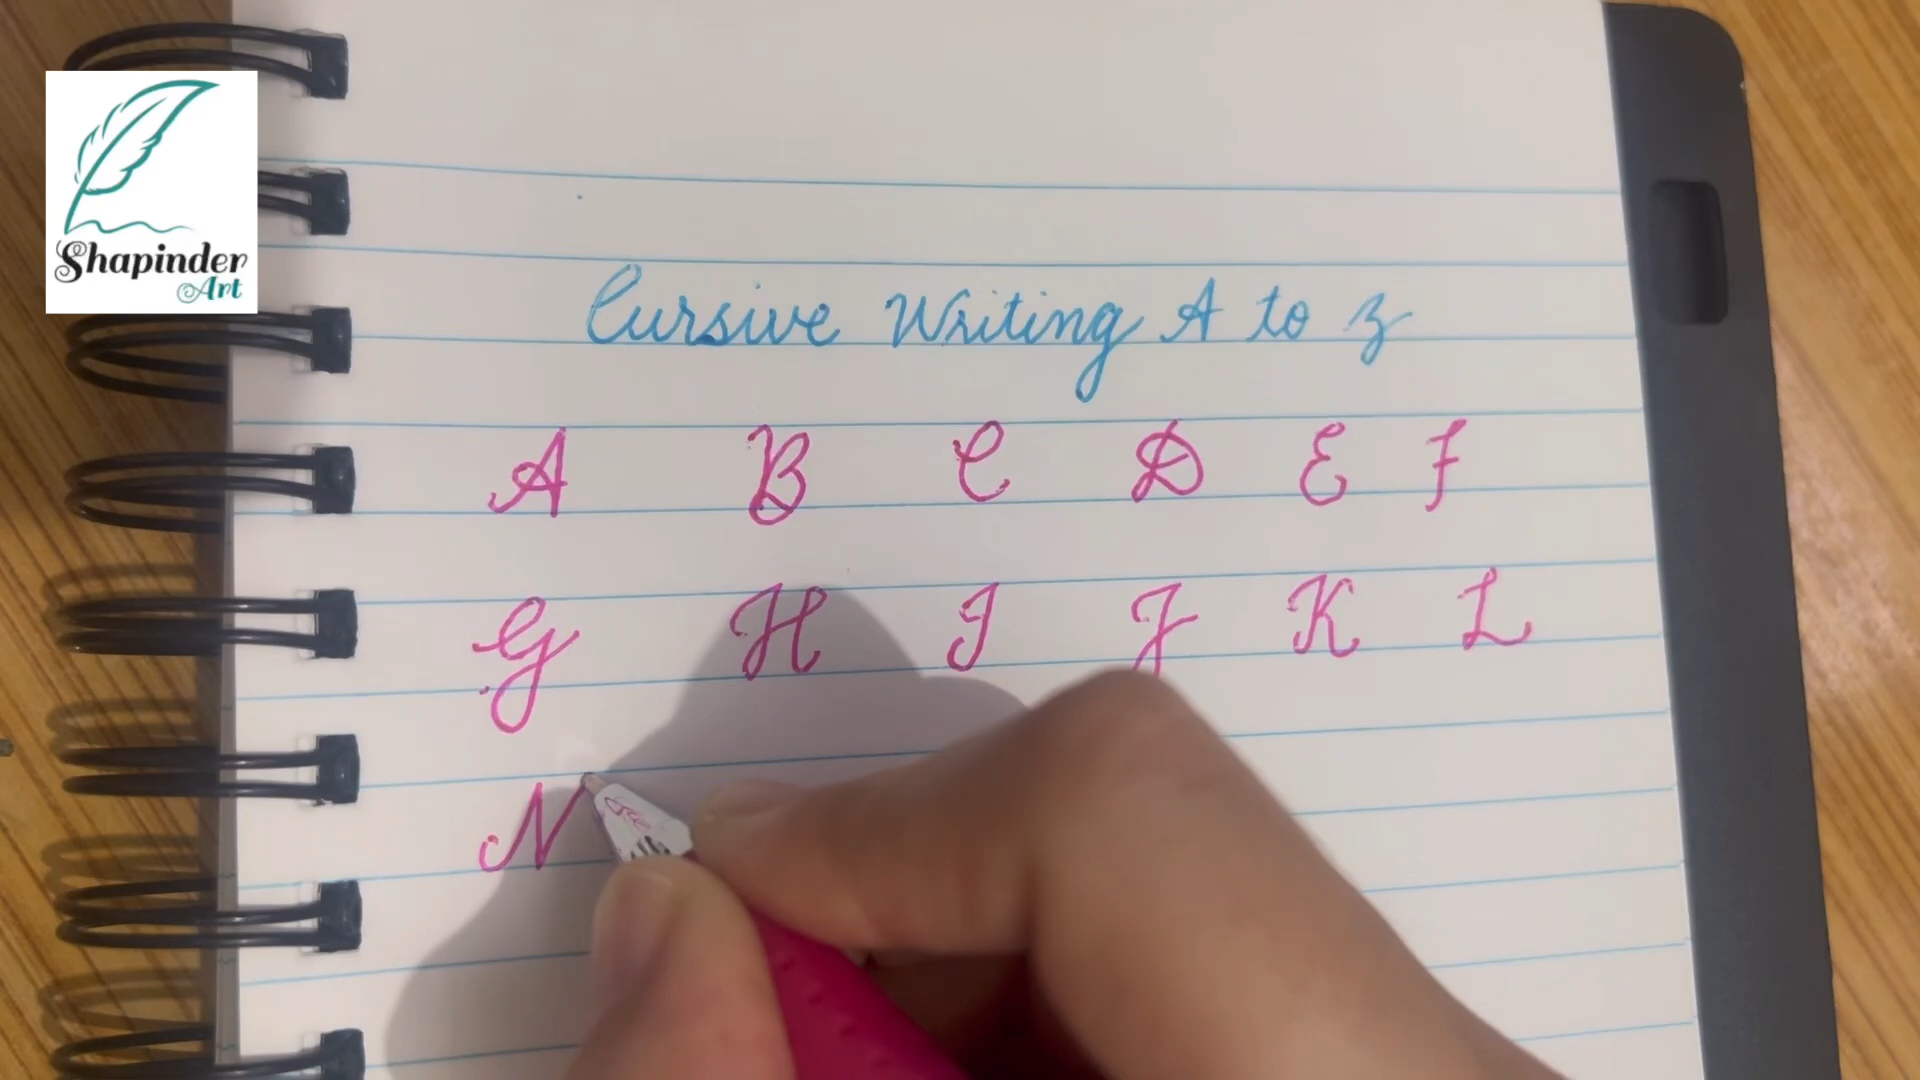 Shapinder
Art
Cursive Writing A to z
A B C D E F
G H I J K L
N